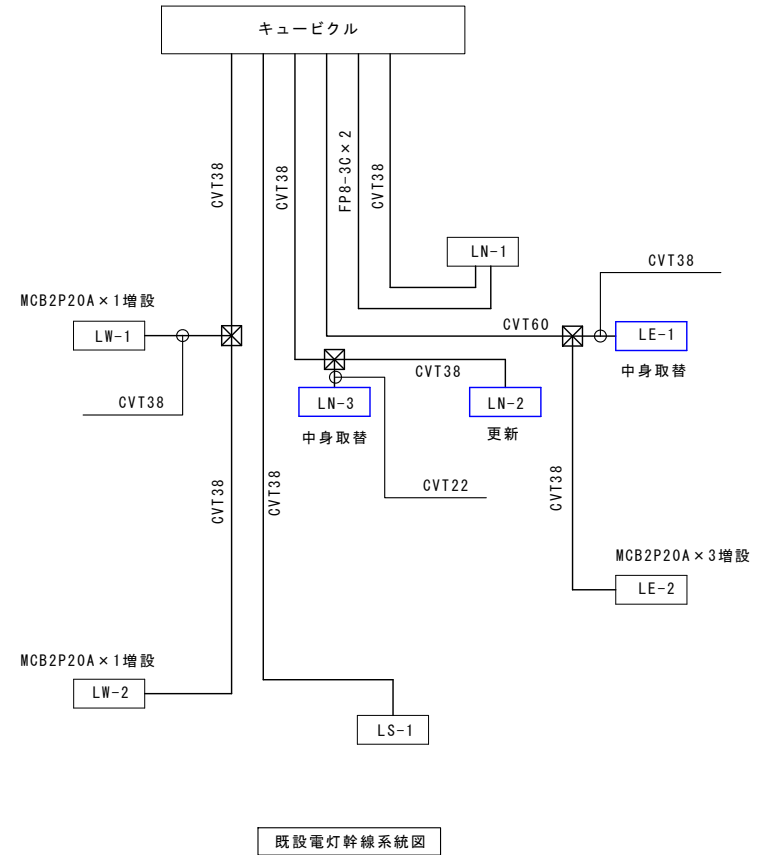 キュービクル
CVT38
CVT38
FP8-3C×2
CVT38
LN-1
CVT38
MCB2P20A×1増設
LW-1
CVT60
LE-1
中身取替
CVT38
CVT38
LN-3
LN-2
中身取替
更新
CVT22
CVT38
CVT38
CVT38
MCB2P20A×3増設
LE-2
MCB2P20A×1増設
LW-2
LS-1
既設電灯幹線系統図